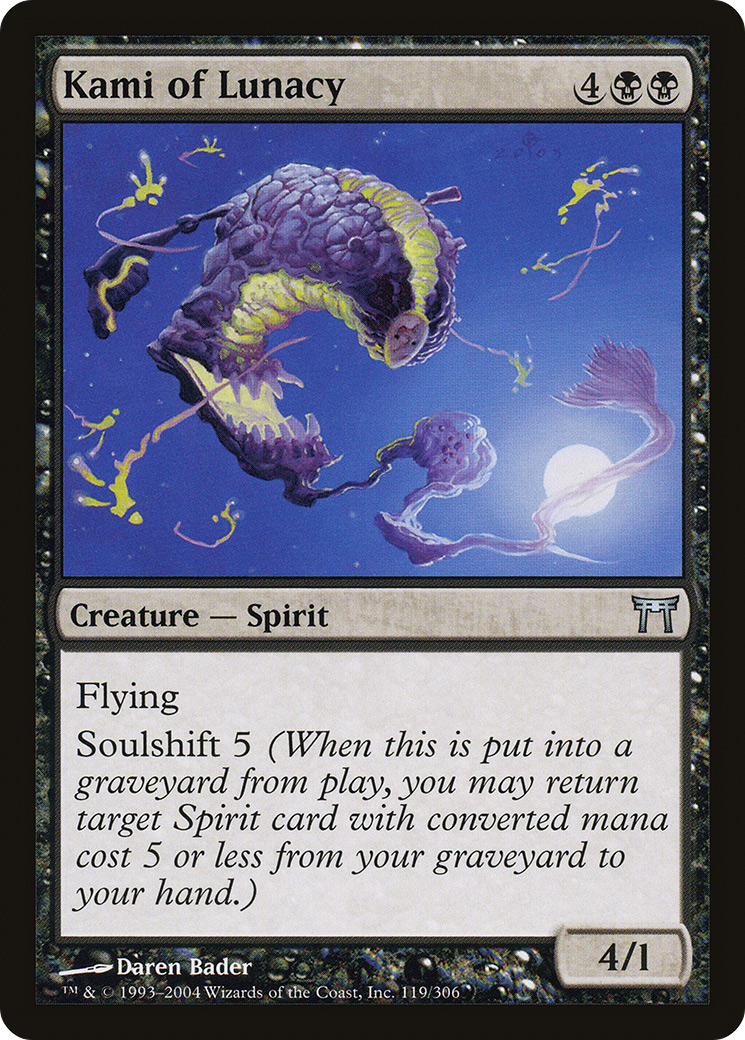 Kami of Lunacy 4
2003
Creature — Spirit
Flying
Soulshift 5 (When this is put into a
graveyard from play, you may return
target Spirit card with converted mana
cost 5 or less from your graveyard to
your hand.)
4/1
Daren Bader
™ & © 1993–2004 Wizards of the Coast, Inc. 119/306